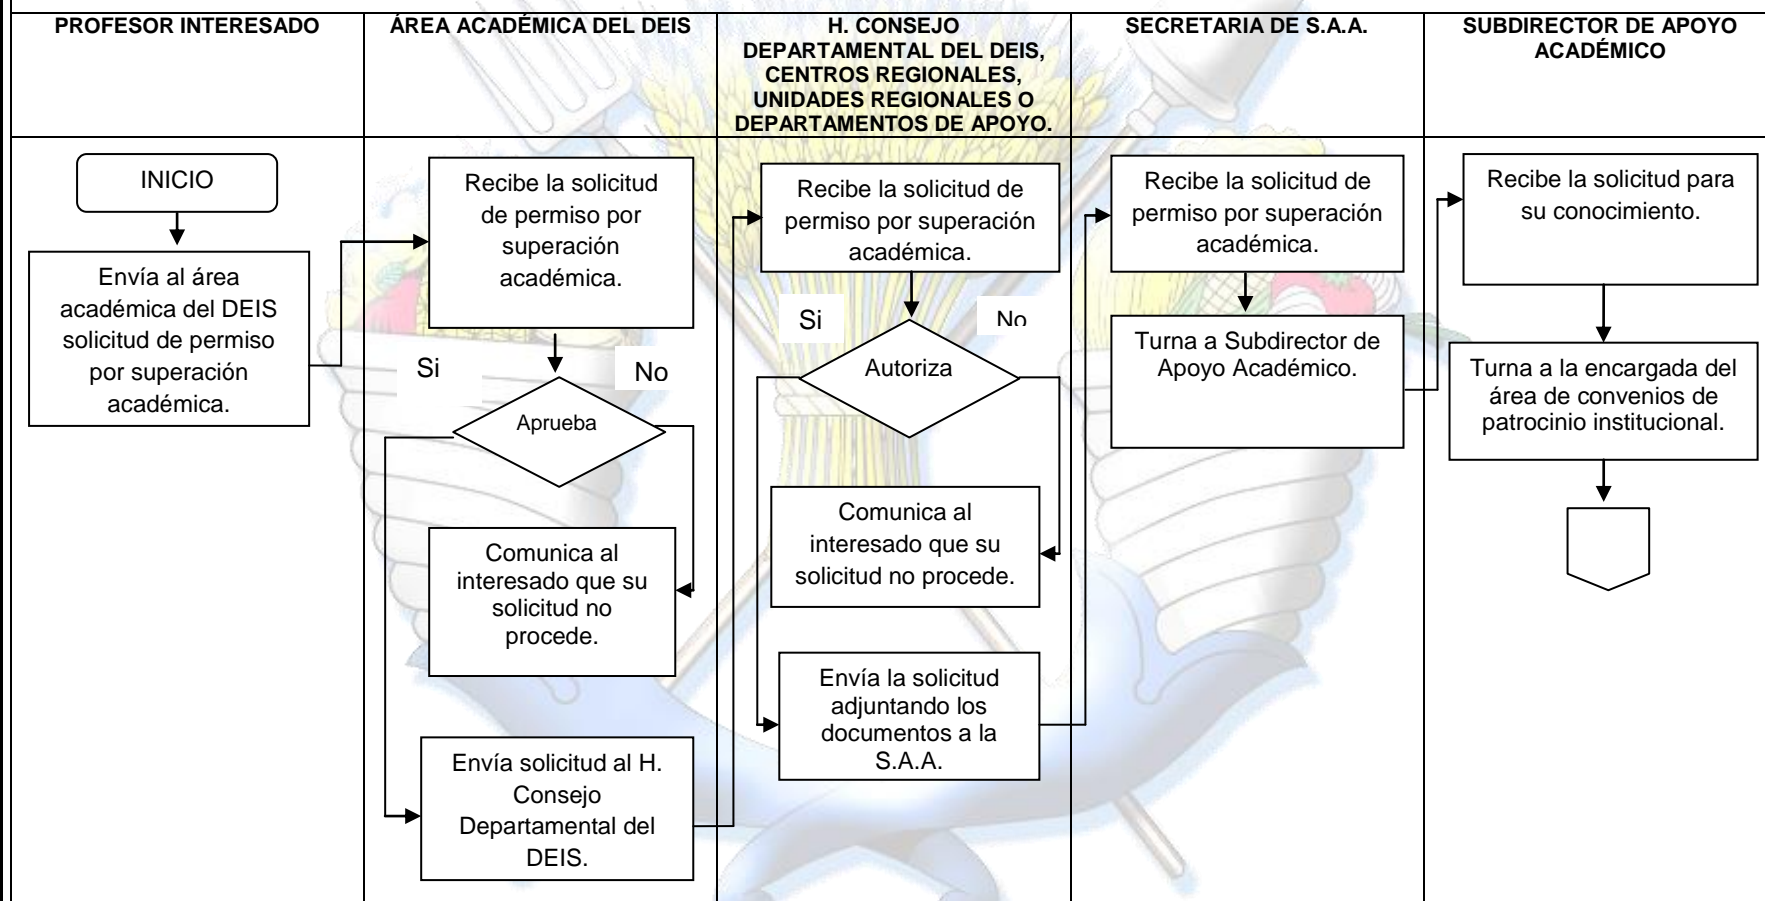 PROFESOR INTERESADO
ÁREA ACADÉMICA DEL DEIS
H. CONSEJO
DEPARTAMENTAL DEL DEIS,
CENTROS REGIONALES,
UNIDADES REGIONALES O
DEPARTAMENTOS DE APOYO.
SECRETARIA DE S.A.A.
SUBDIRECTOR DE APOYO
ACADÉMICO
INICIO
Envía al área
académica del DEIS
solicitud de permiso
por superación
académica.
Recibe la solicitud
de permiso por
superación
académica.
Si
No
Aprueba
Comunica al
interesado que su
solicitud no
procede.
Envía solicitud al H.
Consejo
Departamental del
DEIS.
Recibe la solicitud de
permiso por superación
académica.
Si
No
Autoriza
Comunica al
interesado que su
solicitud no procede.
Envía la solicitud
adjuntando los
documentos a la
S.A.A.
Recibe la solicitud de
permiso por superación
académica.
Turna a Subdirector de
Apoyo Académico.
Recibe la solicitud para
su conocimiento.
Turna a la encargada del
área de convenios de
patrocinio institucional.